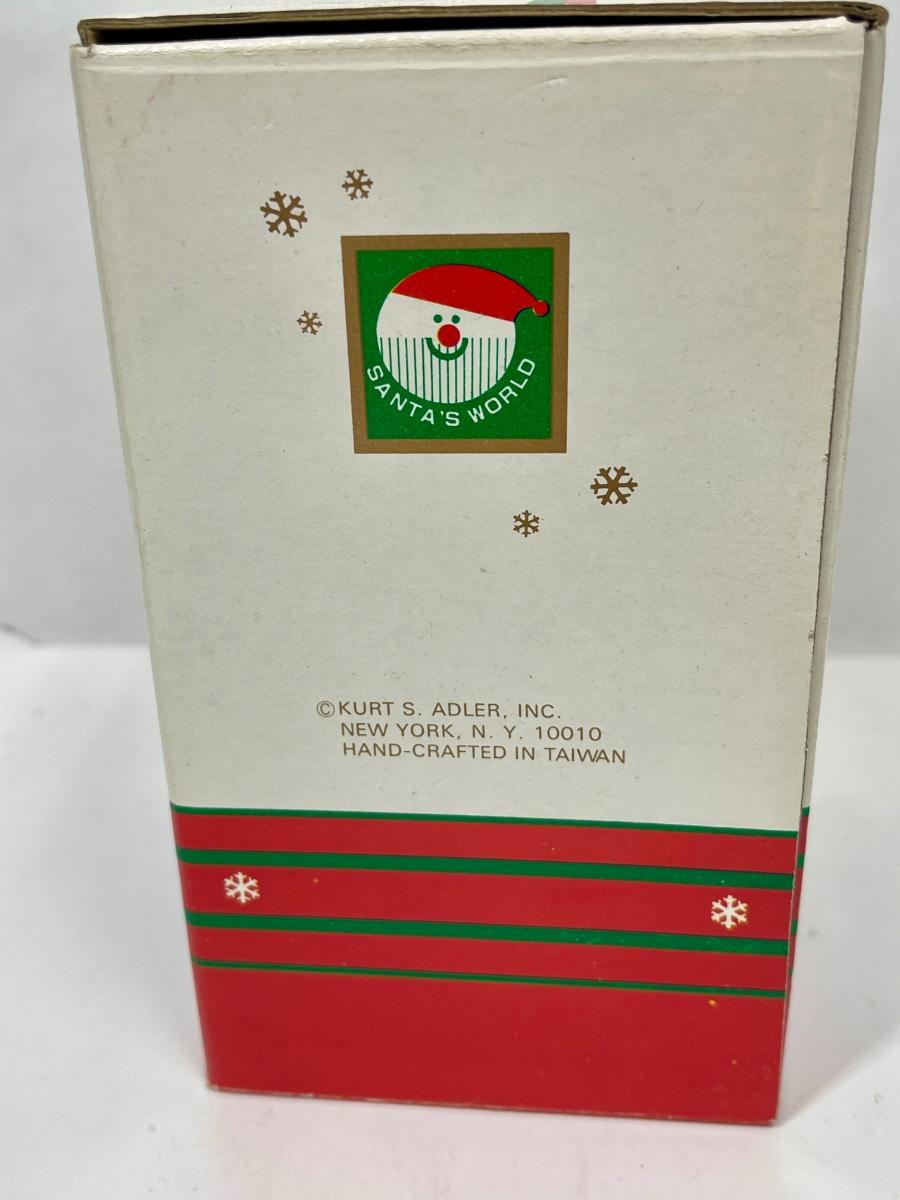 SANTA'S WORLD
©KURT S. ADLER, INC.
NEW YORK, N. Y. 10010
HAND-CRAFTED IN TAIWAN